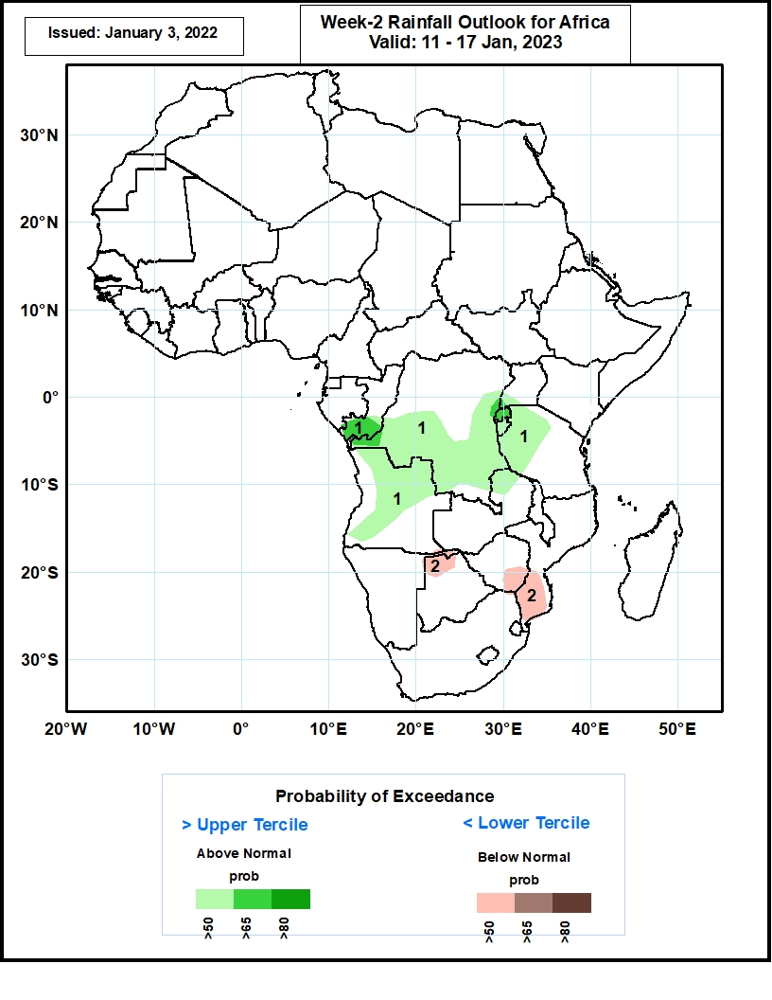 Issued: January 3, 2022
Week-2 Rainfall Outlook for Africa
Valid: 11 - 17 Jan, 2023
30°N
20°N
10°N
0°
10°S
20°S
30°S
1
1
1
1
2
2
20°W
10°W
0°
10°E
20°E
30°E
40°E
50°E
Probability of Exceedance
> Upper Tercile
< Lower Tercile
Above Normal
Below Normal
prob
prob
>50
>65
>80
>50
>65
>80